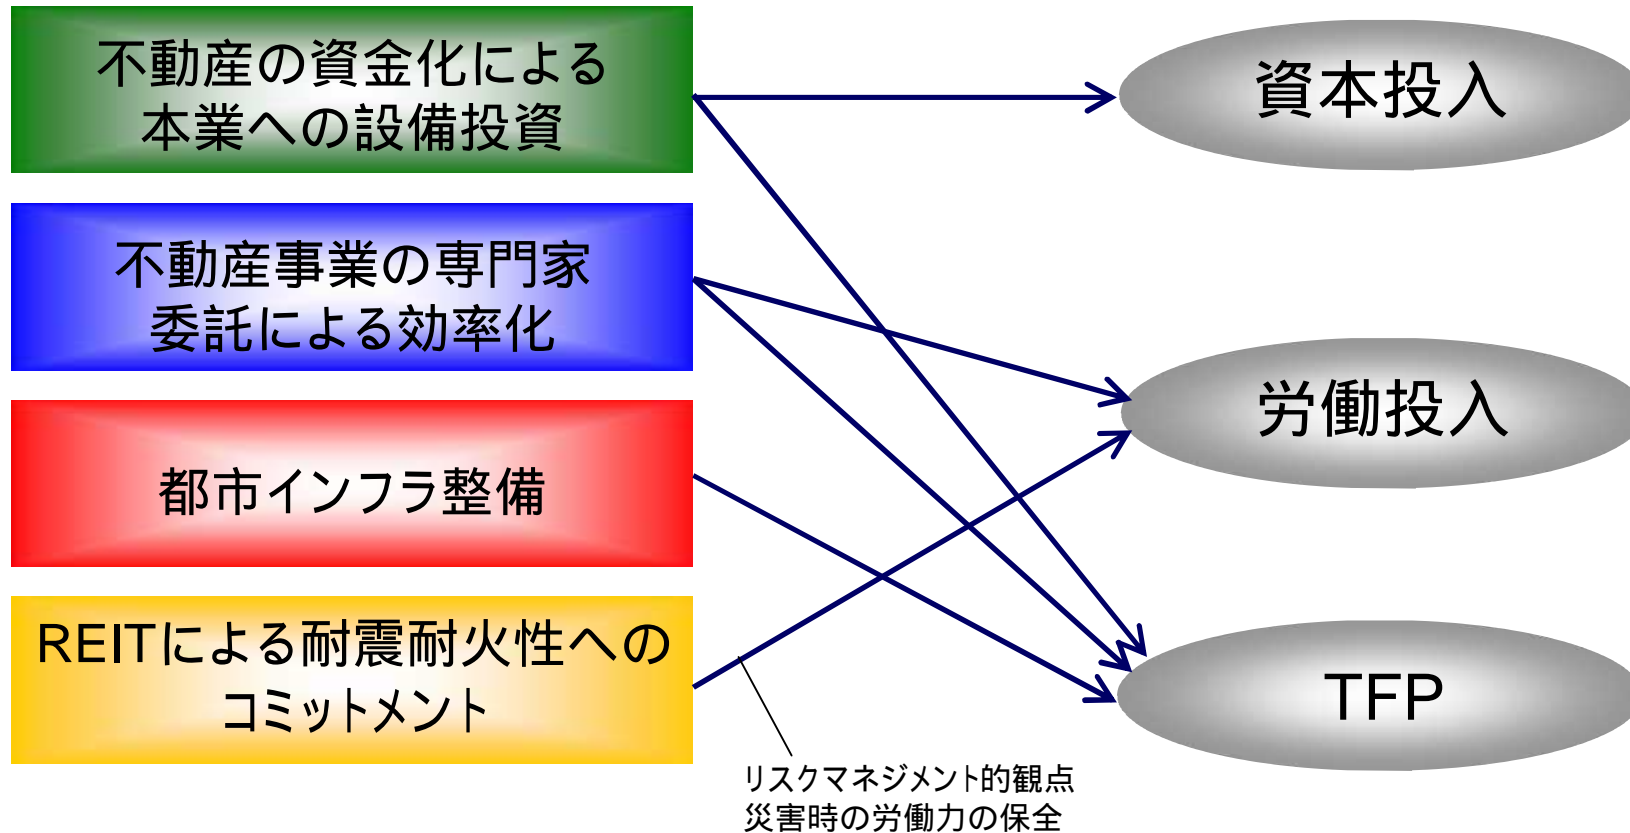 不動産の資金化による
本業への設備投資
資本投入
不動産事業の専門家
委託による効率化
労働投入
都市インフラ整備
REITによる耐震耐火性への
コミットメント
TFP
リスクマネジメント的観点
災害時の労働力の保全